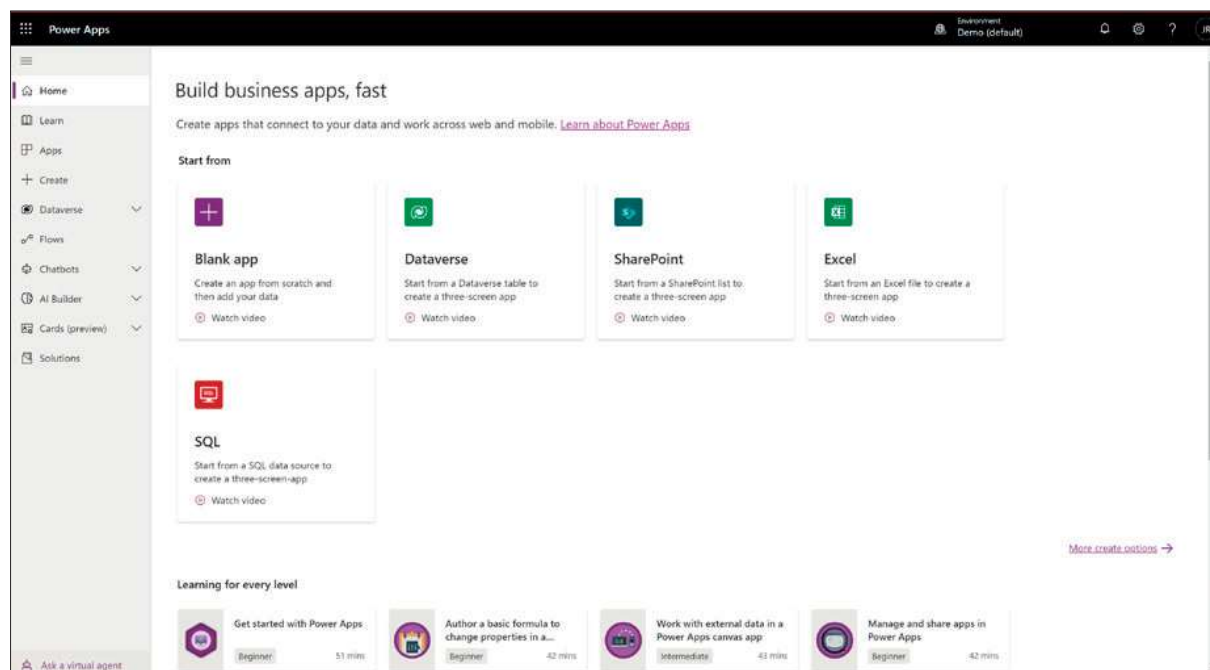 Power Apps
Environment
Demo (default)
?
JR
Home
Learn
Apps
Create
Dataverse
Flows
Chatbots
AI Builder
Cards (preview)
Solutions
Ask a virtual agent
Build business apps, fast
Create apps that connect to your data and work across web and mobile. Learn about Power Apps
Start from
Blank app
Create an app from scratch and
then add your data
Watch video
Dataverse
Start from a Dataverse table to
create a three-screen app
Watch video
SharePoint
Start from a SharePoint list to
create a three-screen app
Watch video
Excel
Start from an Excel file to create a
three-screen app
Watch video
SQL
Start from a SQL data source to
create a three-screen-app
Watch video
More create options
Learning for every level
Get started with Power Apps
Beginner 51 mins
Author a basic formula to
change properties in a...
Beginner 42 mins
Work with external data in a
Power Apps canvas app
Intermediate 43 mins
Manage and share apps in
Power Apps
Beginner 42 mins